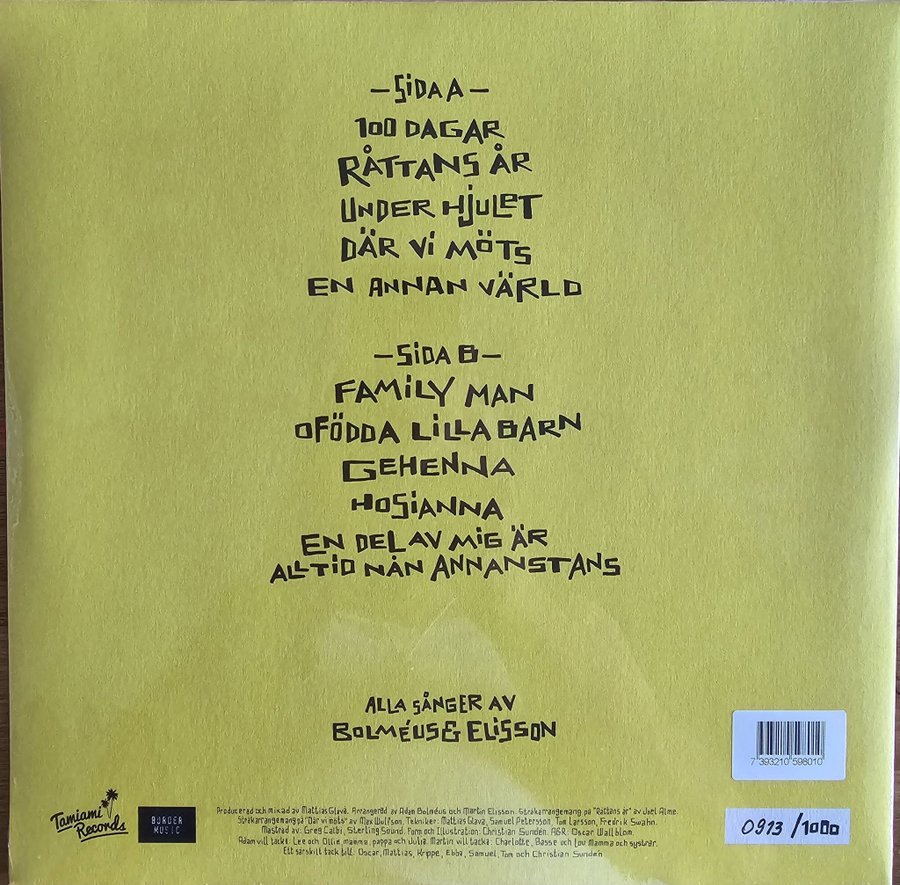 —SIDA A—
100 DAGAR
RÅTTANS ÅR
UNDER HJULET
DÄR VI MÖTS
EN ANNAN VÄRLD
—SIDA B—
FAMILY MAN
OFÖDDA LILLA BARN
GEHENNA
HOSIANNA
EN DEL AV MIG ÄR
ALLTID NÅN ANNANSTANS
ALLA SÅNGER AV
BOLMÉUS & ELISSON
7 393210 598010
Tamiami
Records
BORDER
MUSIC
0913/1000
Producerad och mixad av Mattias Glavå. Arrangerad av Adam Bolméus och Martin Elisson. Stråkarrangemang på "Råttans år" av Joel Alme.
Stråkarrangemang på "Där vi möts" av Max Wulfson. Tekniker: Mattias Glavå, Samuel Petersson, Tom Larsson, Fredrik Swahn.
Mastrad av: Greg Calbi, Sterling Sound. Form och Illustration: Christian Sundén. A&R: Oscar Wallblom.
Adam vill tacka: Lee och Ollie, mamma, pappa och Julia. Martin vill tacka: Charlotte, Basse och Lou Mamma och systrar.
Ett särskilt tack till: Oscar, Mattias, Krippe, Ebba, Samuel, Tom och Christian Sundén